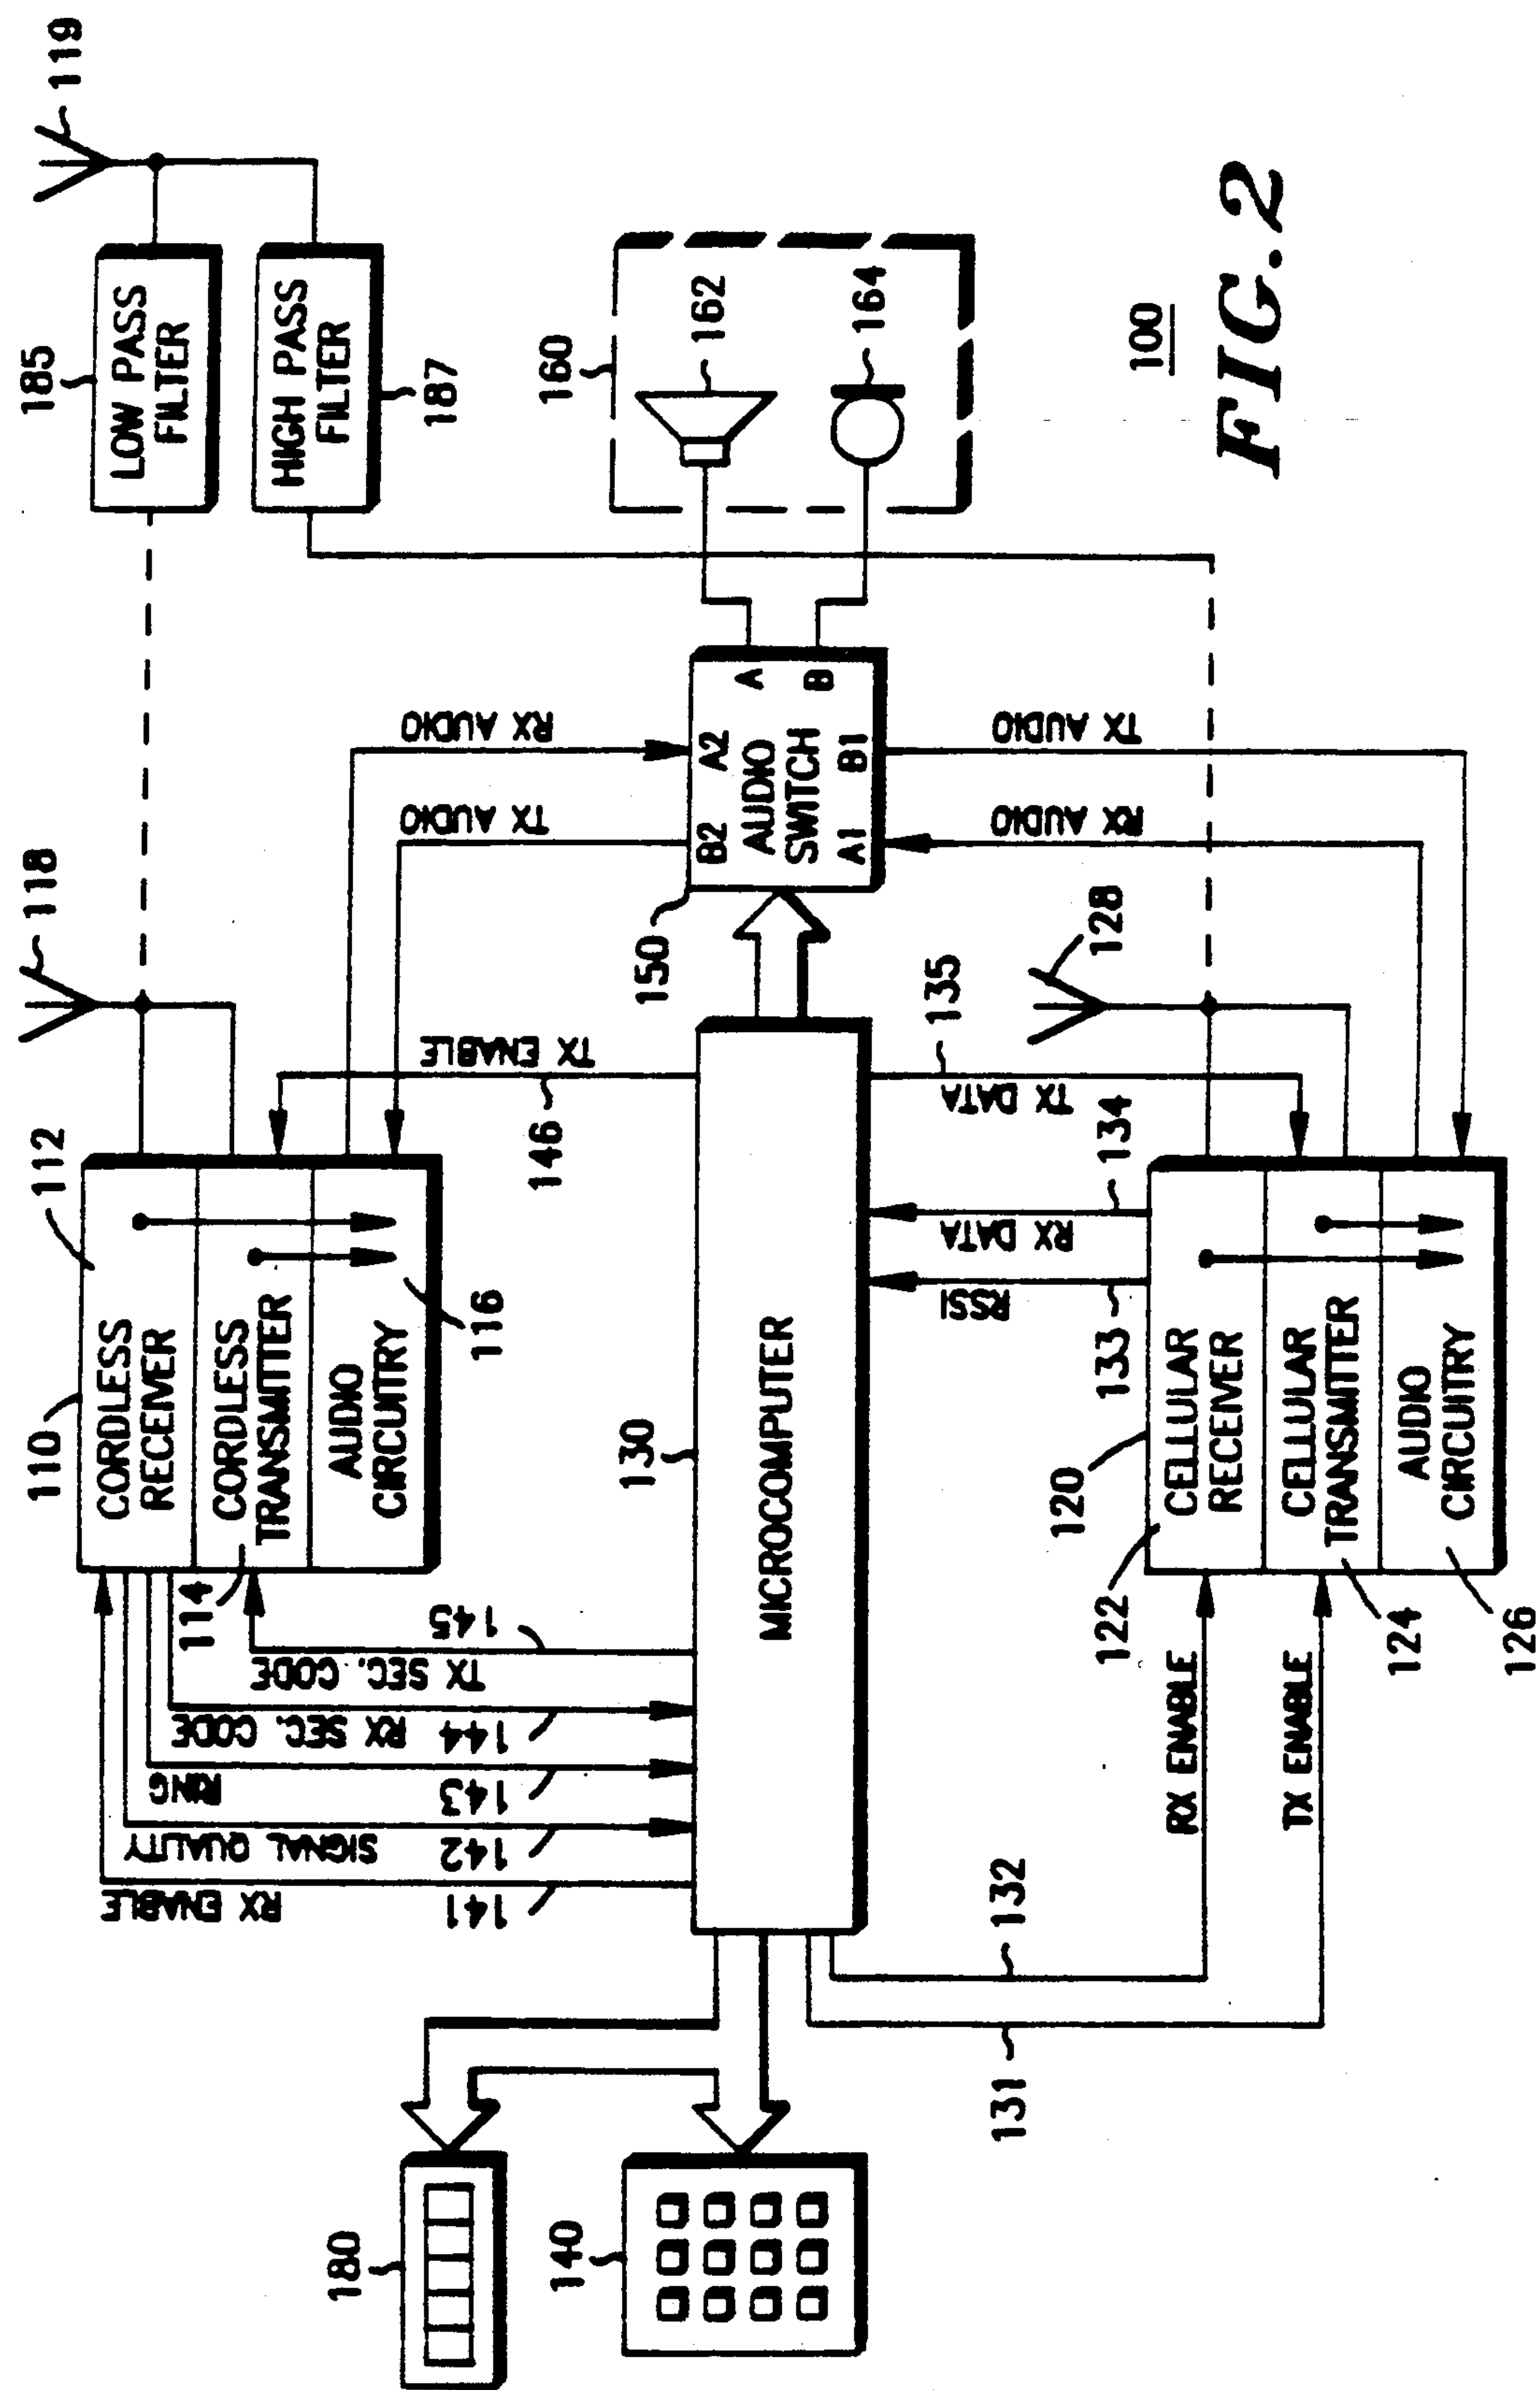 119
185
LOW PASS
FILTER
HIGH PASS
FILTER
187
160
162
164
100
FIG.2
118
RX AUDIO
TX AUDIO
A
B
A2
B2
AUDIO
SWITCH
B1
A1
TX AUDIO
RX AUDIO
150
128
112
TX ENABLE
146
135
TX DATA
134
RX DATA
RSSI
133
110
CORDLESS
RECEIVER
CORDLESS
TRANSMITTER
AUDIO
CIRCUITRY
116
114
130
MICROCOMPUTER
120
CELLULAR
RECEIVER
CELLULAR
TRANSMITTER
AUDIO
CIRCUITRY
122
124
126
145
TX SEC. CODE
144
RX SEC. CODE
143
RING
142
SIGNAL QUALITY
141
RX ENABLE
RX ENABLE
TX ENABLE
132
131
180
140